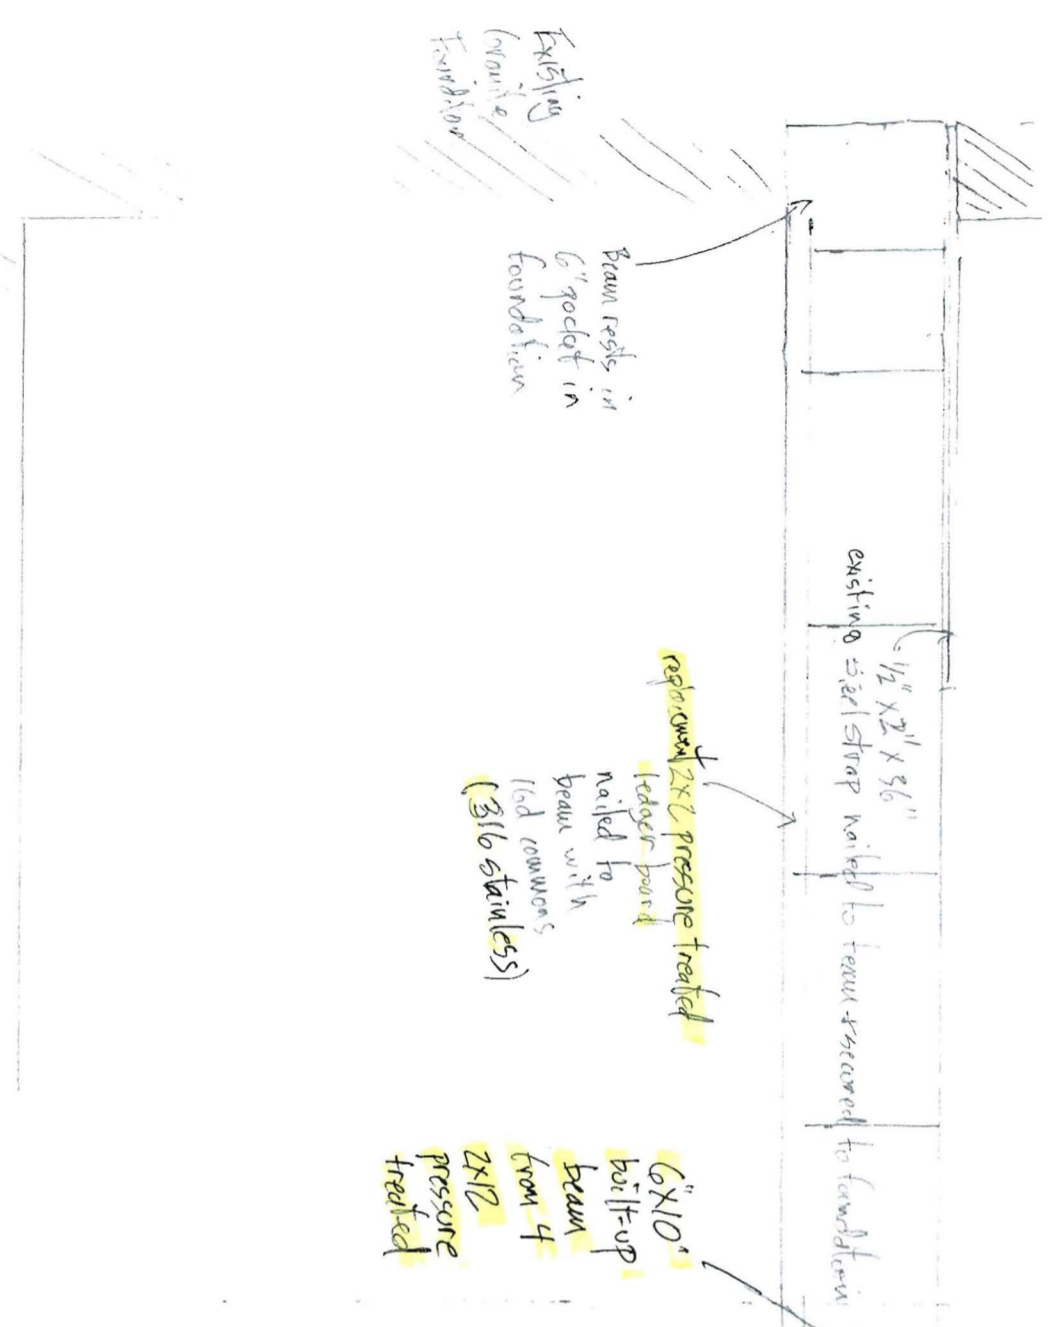 Existing
Granite
Foundation
Beam rests in
6" pocket in
foundation
1/2" x 2" x 36"
existing steel strap nailed to beam + secured to foundation
replacement 2x2 pressure treated
ledger board
nailed to
beam with
16d commons
(316 stainless)
6"x10"
built-up
beam
from 4
2x12
pressure
treated